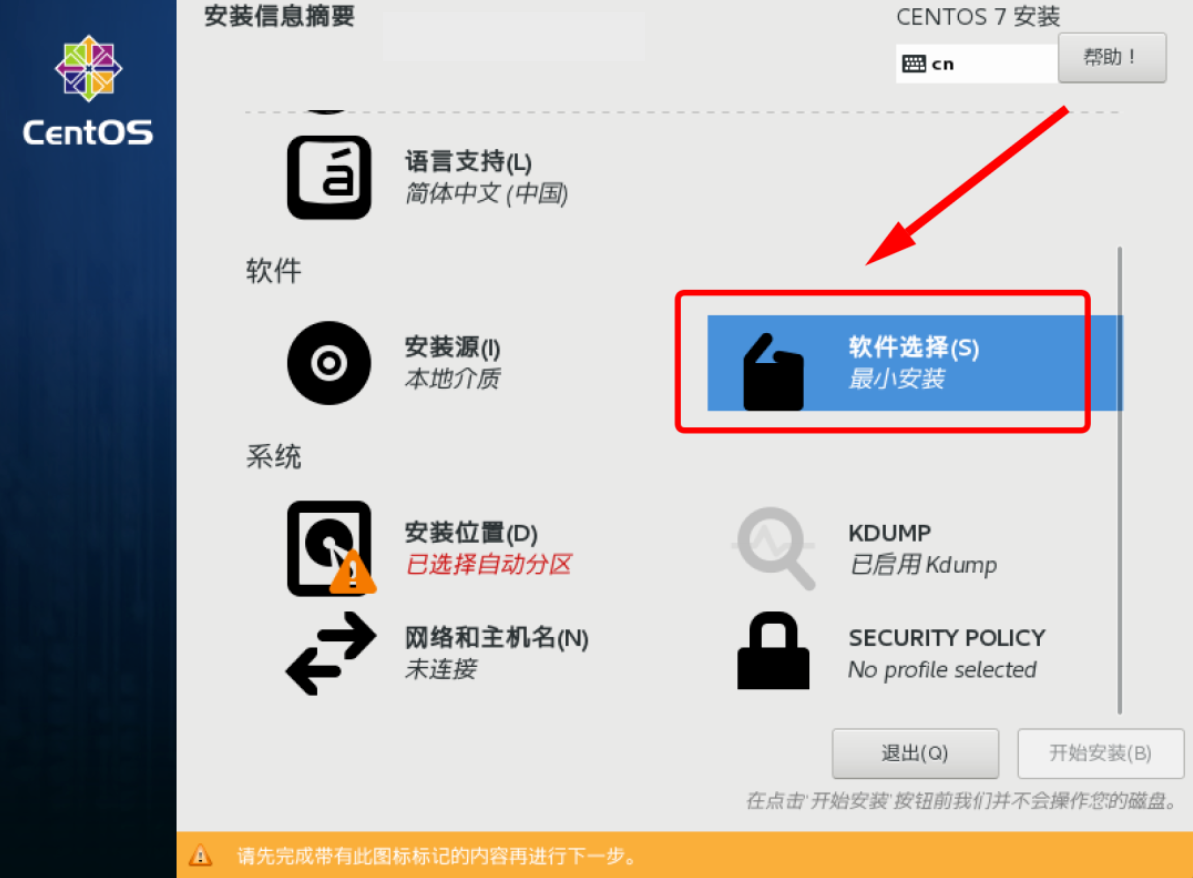 安装信息摘要
CENTOS 7 安装
cn
帮助！
CentOS
语言支持(L)
简体中文 (中国)
软件
安装源(I)
本地介质
软件选择(S)
最小安装
系统
安装位置(D)
已选择自动分区
KDUMP
已启用 Kdump
网络和主机名(N)
未连接
SECURITY POLICY
No profile selected
退出(Q)
开始安装(B)
在点击'开始安装'按钮前我们并不会操作您的磁盘。
请先完成带有此图标标记的内容再进行下一步。